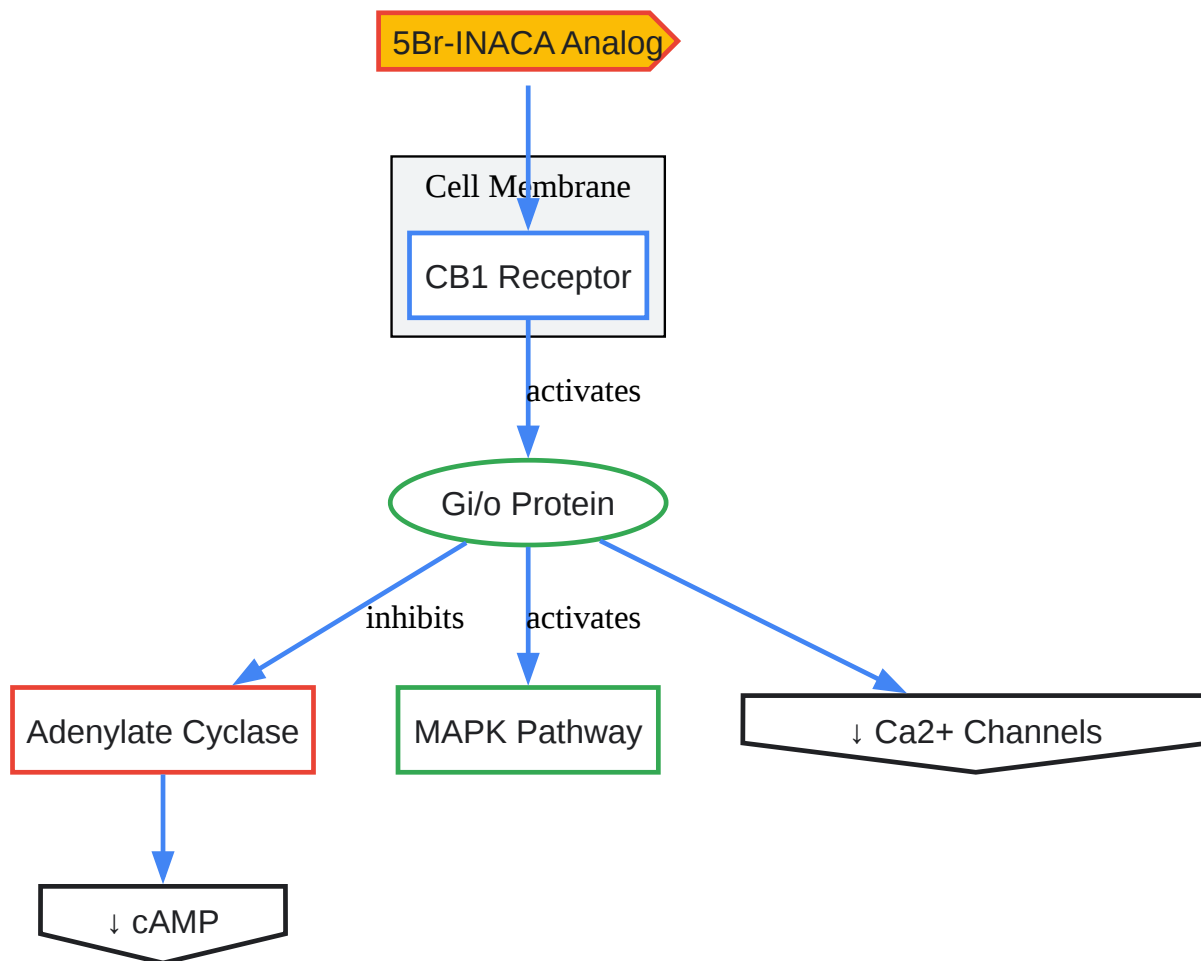 5Br-INACA Analog
Cell Membrane
CB1 Receptor
activates
Gi/o Protein
inhibits
activates
Adenylate Cyclase
MAPK Pathway
↓ Ca2+ Channels
↓ cAMP